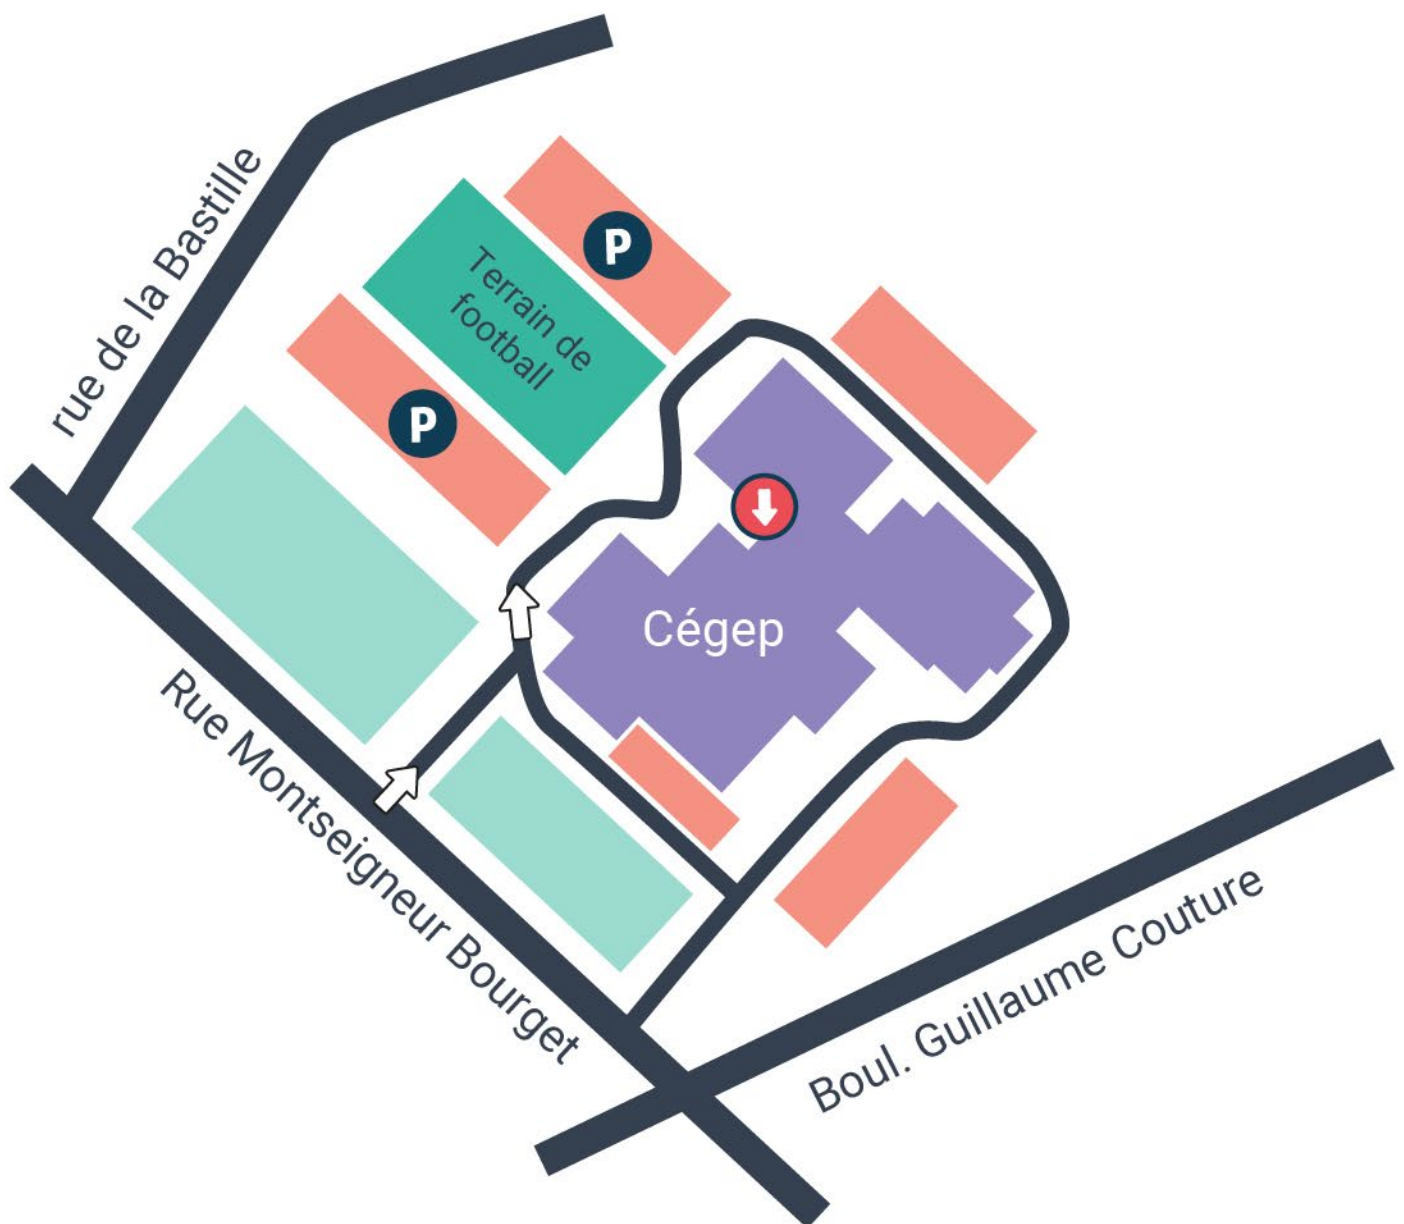 rue de la Bastille
P
Terrain de
football
P
Cégep
Rue Montseigneur Bourget
Boul. Guillaume Couture